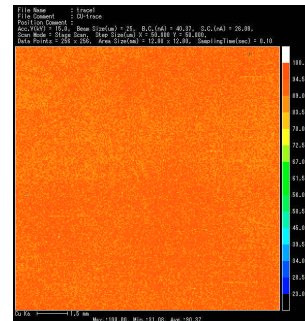 File Name : trace1
File Comment : CU-trace
Position Comment :
Acc.V(kV) = 15.0, Beam Size(um) = 25, B.C.(nA) = 40.37, S.C.(nA) = 26.08,
Scan Mode = Stage Scan, Step Size(um) X = 50.000 Y = 50.000,
Data Points = 256 x 256, Area Size(mm) = 12.80 x 12.80, SamplingTime(sec) = 0.10
100.
94.5
89.0
83.5
78.0
72.5
67.0
61.5
56.0
50.5
45.0
39.5
34.0
28.5
23.0
Cu Ka 1.5 mm